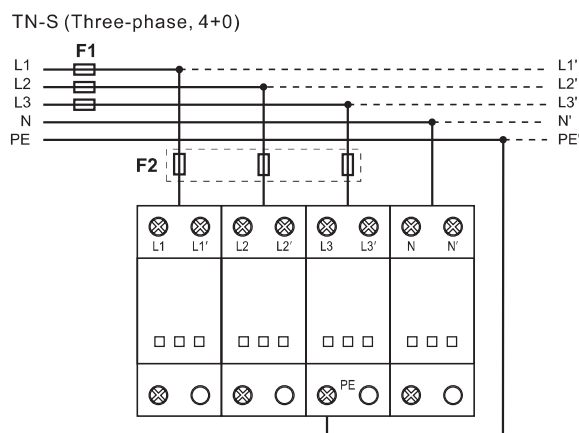 TN-S (Three-phase, 4+0)
F1
L1 L1'
L2 L2'
L3 L3'
N N'
PE PE'
F2
L1 L1' L2 L2' L3 L3' N N'
PE